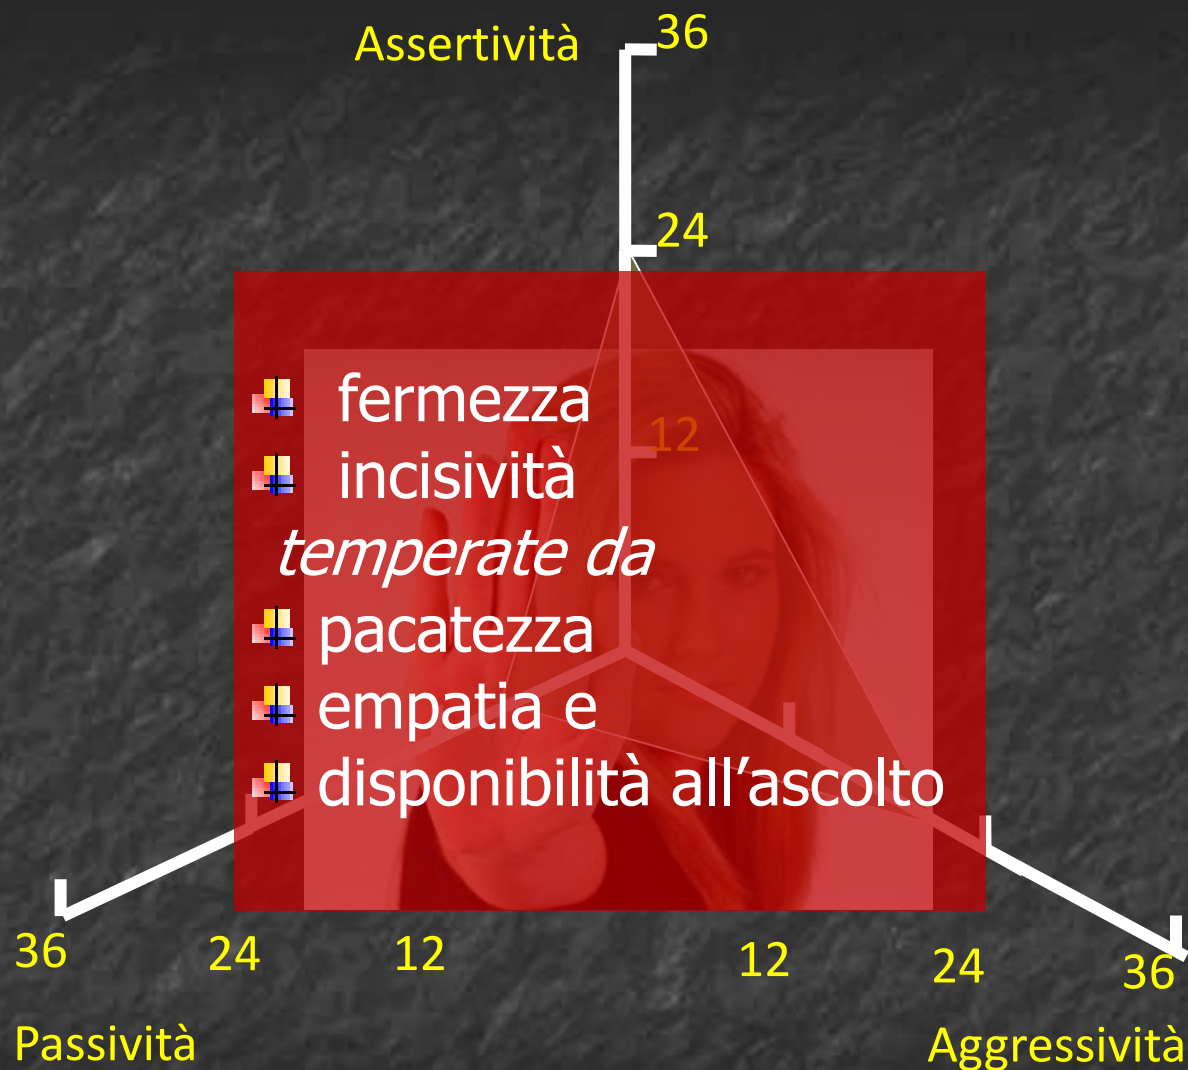 Assertività
36
24
12
fermezza
incisività
temperate da
pacatezza
empatia e
disponibilità all’ascolto
36 24 12 12 24 36
Passività Aggressività